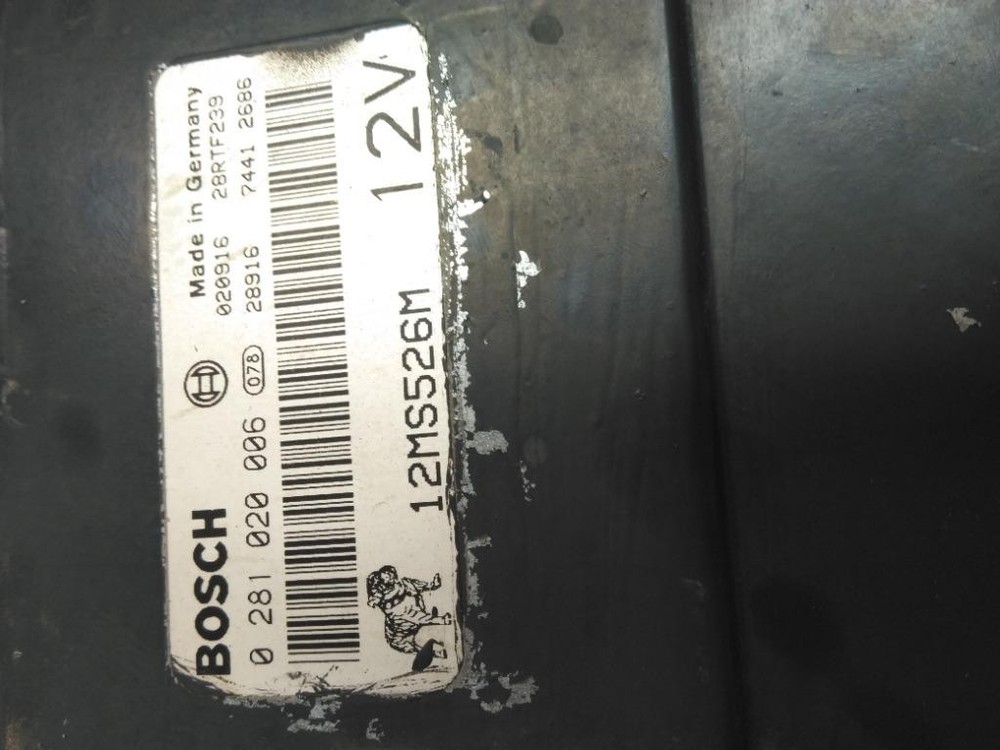 Made in Germany
BOSCH
020916 28RTF239
0 281 020 006 078 28916 7441 2686
12MS526M 12V